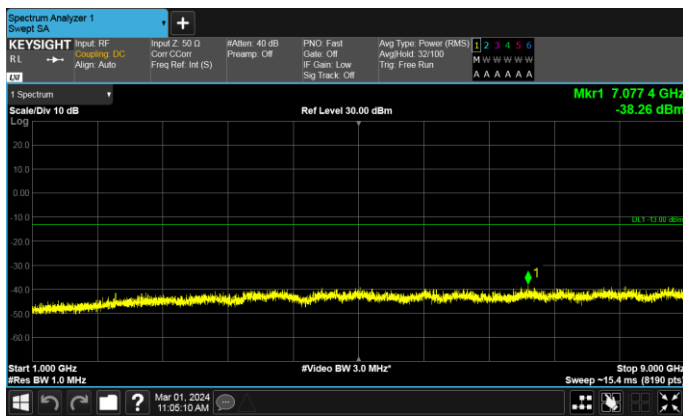 Spectrum Analyzer 1
Swept SA
+
KEYSIGHT
RL
LXI
Input: RF
Coupling: DC
Align: Auto
Input Z: 50 Ω
Corr CCorr
Freq Ref: Int (S)
#Atten: 40 dB
Preamp: Off
PNO: Fast
Gate: Off
IF Gain: Low
Sig Track: Off
Avg Type: Power (RMS)
Avg|Hold: 32/100
Trig: Free Run
1 2 3 4 5 6
M W W W W W
A A A A A A
1 Spectrum
Scale/Div 10 dB
Ref Level 30.00 dBm
Mkr1 7.077 4 GHz
-38.26 dBm
Log
20.0
10.0
0.00
-10.0
DL1 -13.00 dBm
-20.0
-30.0
1
-40.0
-50.0
-60.0
Start 1.000 GHz
#Video BW 3.0 MHz*
Stop 9.000 GHz
#Res BW 1.0 MHz
Sweep ~15.4 ms (8190 pts)
?
Mar 01, 2024
11:05:10 AM